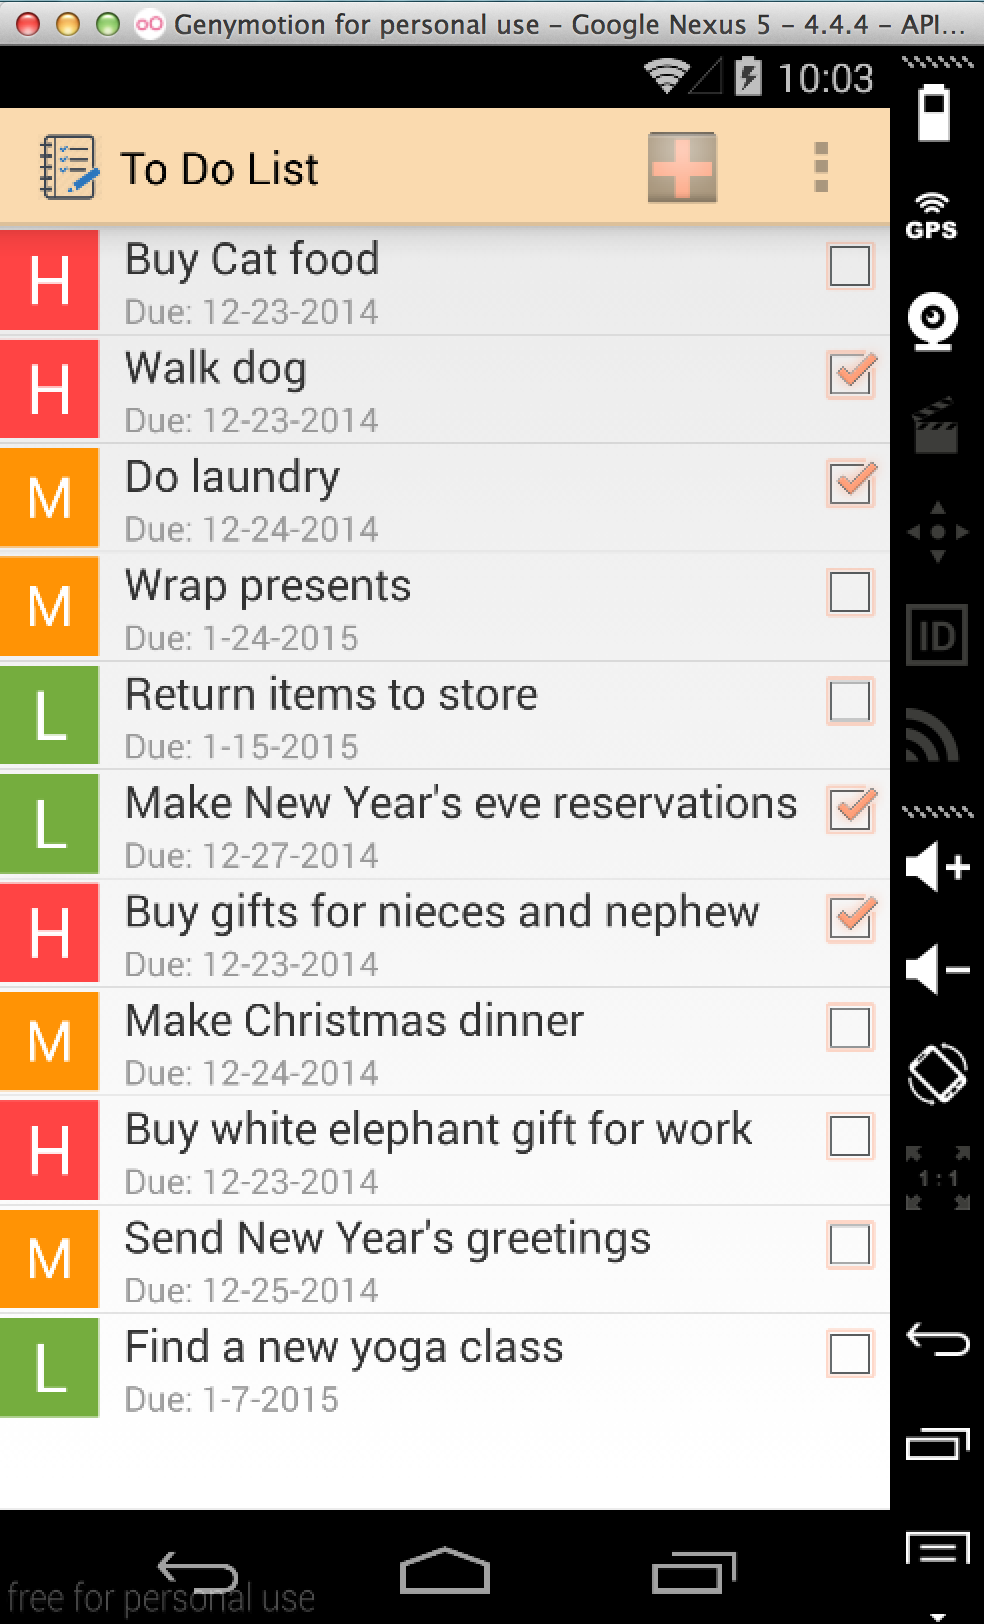 Genymotion for personal use – Google Nexus 5 – 4.4.4 – API...
10:03
To Do List
GPS
H
Buy Cat food
Due: 12-23-2014
H
Walk dog
Due: 12-23-2014
M
Do laundry
Due: 12-24-2014
M
Wrap presents
Due: 1-24-2015
ID
L
Return items to store
Due: 1-15-2015
L
Make New Year's eve reservations
Due: 12-27-2014
H
Buy gifts for nieces and nephew
Due: 12-23-2014
M
Make Christmas dinner
Due: 12-24-2014
H
Buy white elephant gift for work
Due: 12-23-2014
1:1
M
Send New Year's greetings
Due: 12-25-2014
L
Find a new yoga class
Due: 1-7-2015
free for personal use